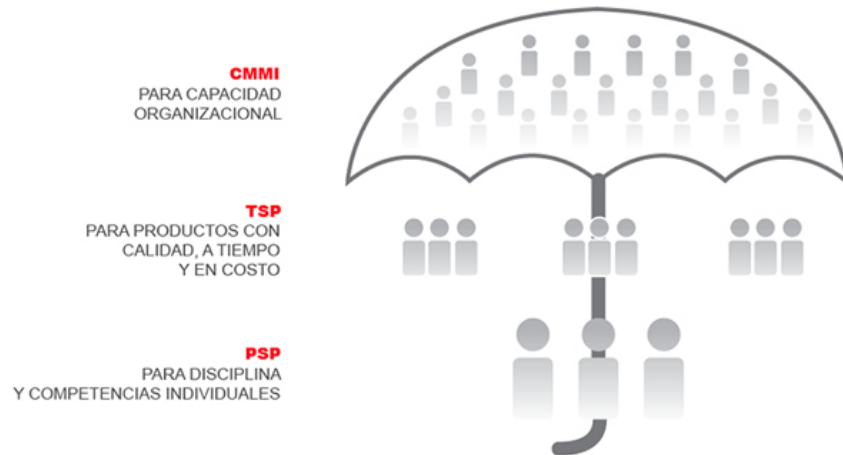 CMMI
PARA CAPACIDAD
ORGANIZACIONAL
TSP
PARA PRODUCTOS CON
CALIDAD, A TIEMPO
Y EN COSTO
PSP
PARA DISCIPLINA
Y COMPETENCIAS INDIVIDUALES